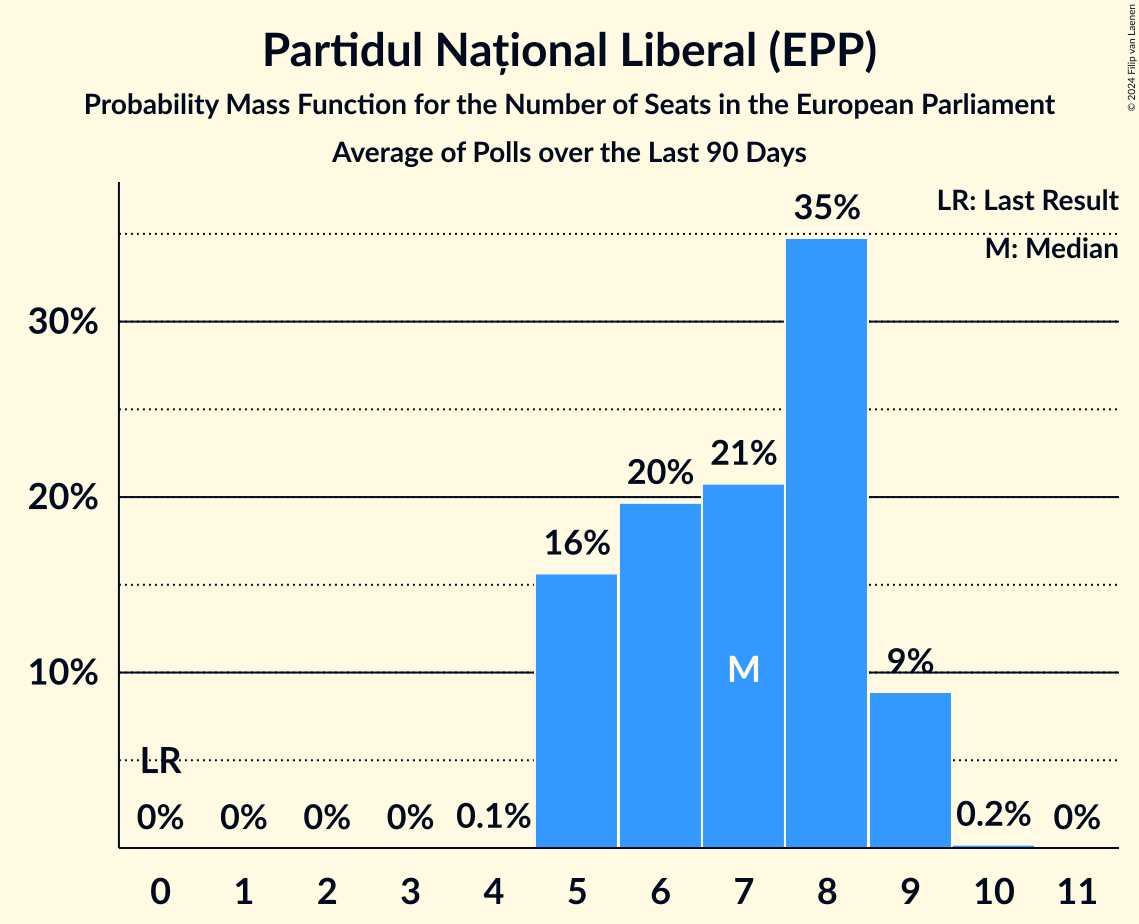 Partidul Național Liberal (EPP)
Probability Mass Function for the Number of Seats in the European Parliament
Average of Polls over the Last 90 Days
© 2024 Filip van Laenen
LR: Last Result
M: Median
35%
30%
21%
20%
20%
16%
10%
M
9%
LR
0%
0%
0%
0%
0.1%
0.2%
0%
0 1 2 3 4 5 6 7 8 9 10 11